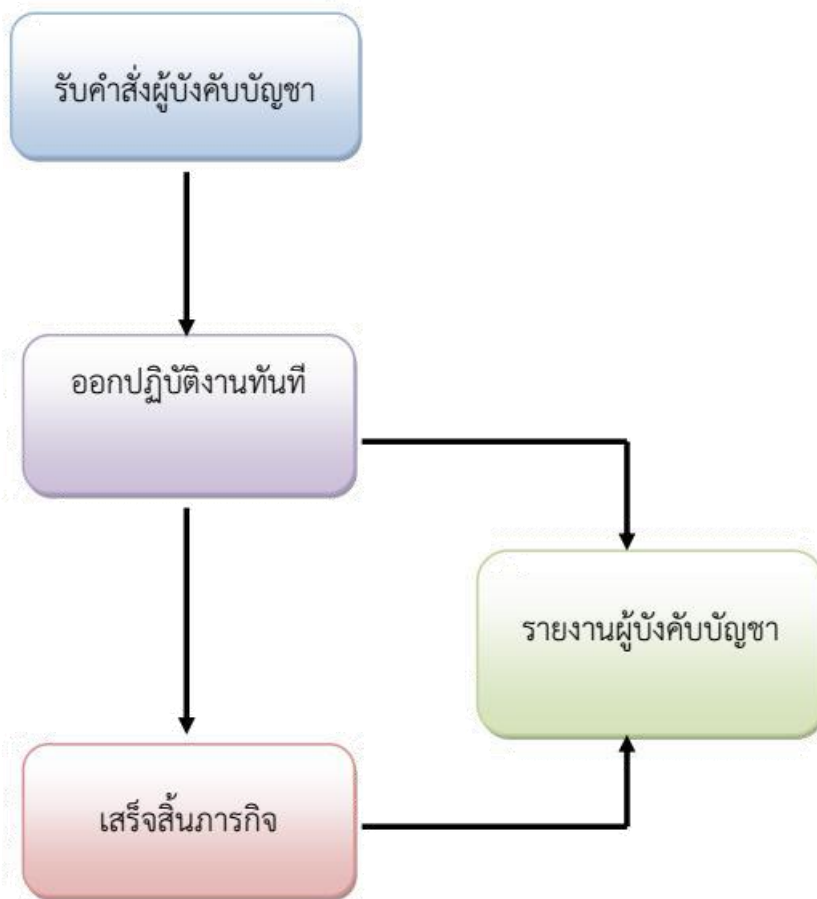 รับคำสั่งผู้บังคับบัญชา
ออกปฏิบัติงานทันที
รายงานผู้บังคับบัญชา
เสร็จสิ้นภารกิจ